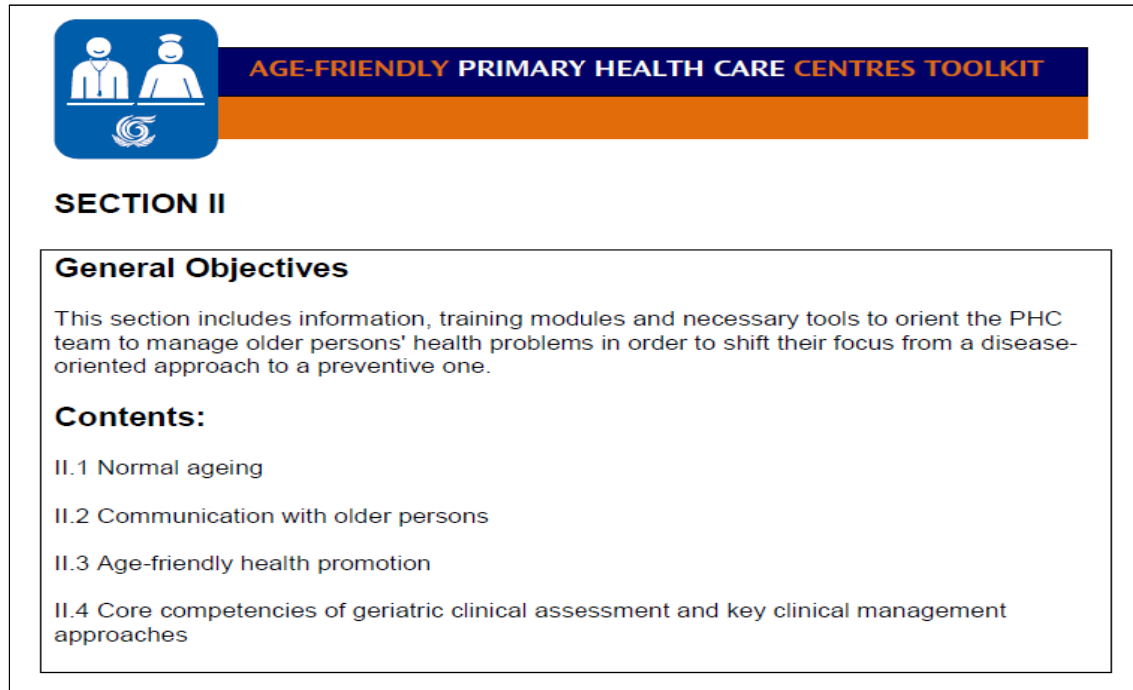 AGE-FRIENDLY PRIMARY HEALTH CARE CENTRES TOOLKIT
SECTION II
General Objectives
This section includes information, training modules and necessary tools to orient the PHC
team to manage older persons' health problems in order to shift their focus from a disease-
oriented approach to a preventive one.
Contents:
II.1 Normal ageing
II.2 Communication with older persons
II.3 Age-friendly health promotion
II.4 Core competencies of geriatric clinical assessment and key clinical management
approaches